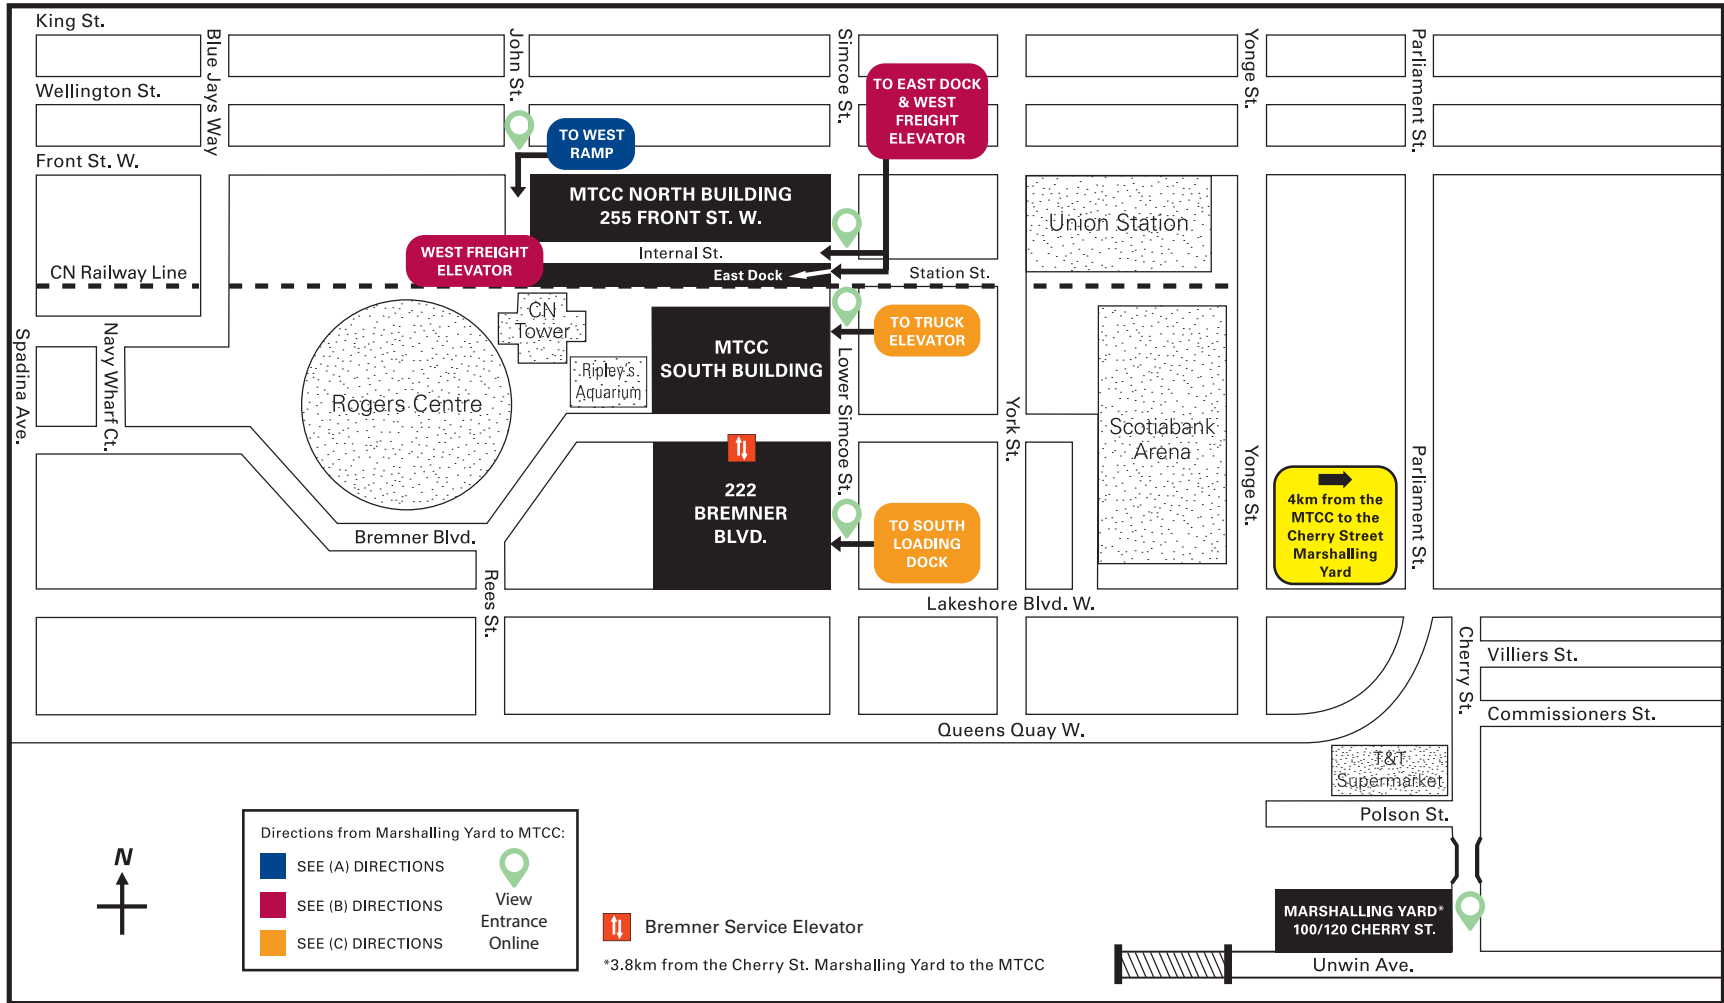 King St.
Blue Jays Way
John St.
Simcoe St.
Yonge St.
Parliament St.
Wellington St.
TO EAST DOCK
& WEST
FREIGHT
ELEVATOR
TO WEST
RAMP
Front St. W.
MTCC NORTH BUILDING
255 FRONT ST. W.
Union Station
WEST FREIGHT
ELEVATOR
Internal St.
CN Railway Line
East Dock
Station St.
CN
Tower
TO TRUCK
ELEVATOR
MTCC
SOUTH BUILDING
Spadina Ave.
Navy Wharf Ct.
Ripley's
Aquarium
Lower Simcoe St.
Rogers Centre
York St.
Scotiabank
Arena
Yonge St.
Parliament St.
222
BREMNER
BLVD.
4km from the
MTCC to the
Cherry Street
Marshalling
Yard
TO SOUTH
LOADING
DOCK
Bremner Blvd.
Rees St.
Lakeshore Blvd. W.
Cherry St.
Villiers St.
Commissioners St.
Queens Quay W.
T&T
Supermarket
Polson St.
Directions from Marshalling Yard to MTCC:
SEE (A) DIRECTIONS
SEE (B) DIRECTIONS
SEE (C) DIRECTIONS
View
Entrance
Online
N
Bremner Service Elevator
*3.8km from the Cherry St. Marshalling Yard to the MTCC
MARSHALLING YARD*
100/120 CHERRY ST.
Unwin Ave.